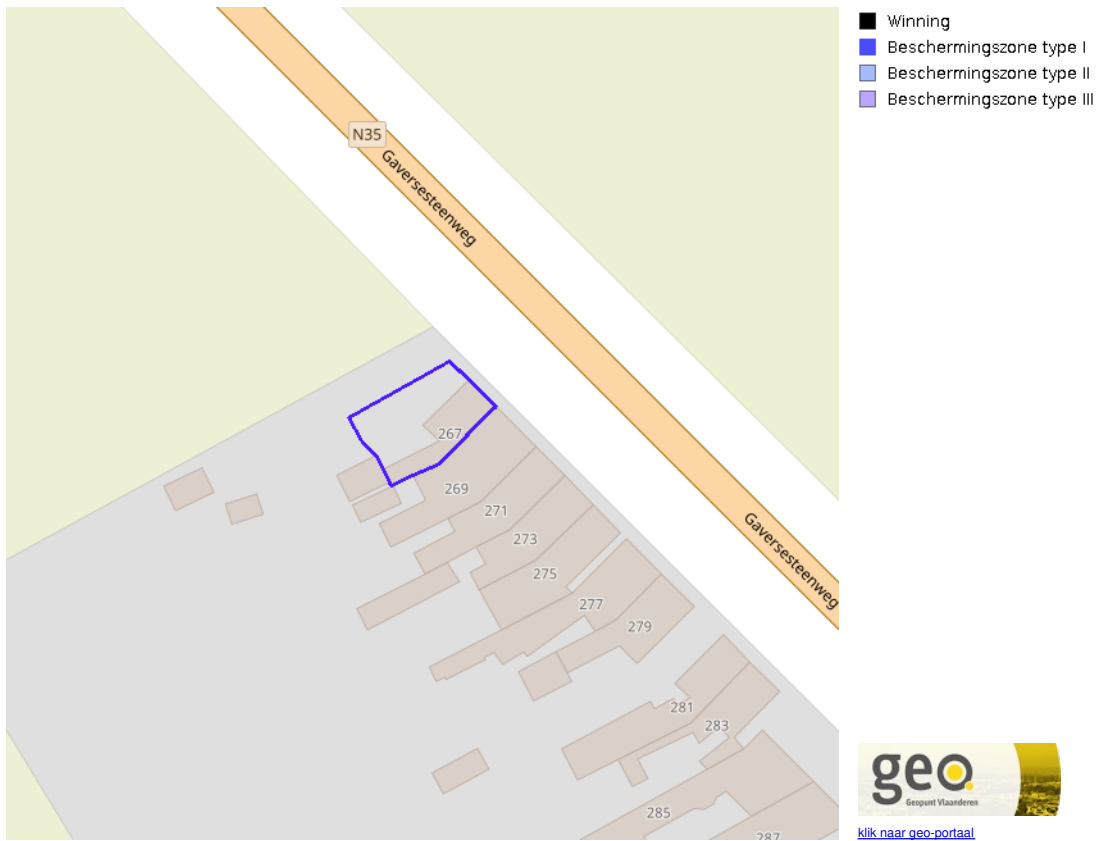 Winning
Beschermingszone type I
Beschermingszone type II
Beschermingszone type III
N35
Gaversesteenweg
267
269
271
273
275
277
279
Gaversesteenweg
281
283
285
287
geo.
Geopunt Vlaanderen
klik naar geo-portaal